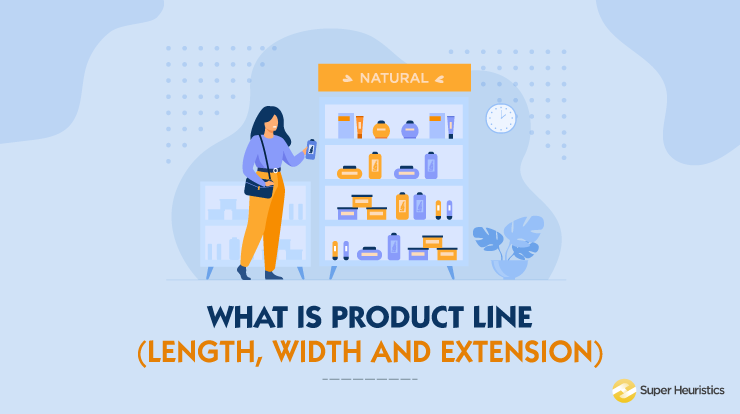 NATURAL
WHAT IS PRODUCT LINE
(LENGTH, WIDTH AND EXTENSION)
Super Heuristics